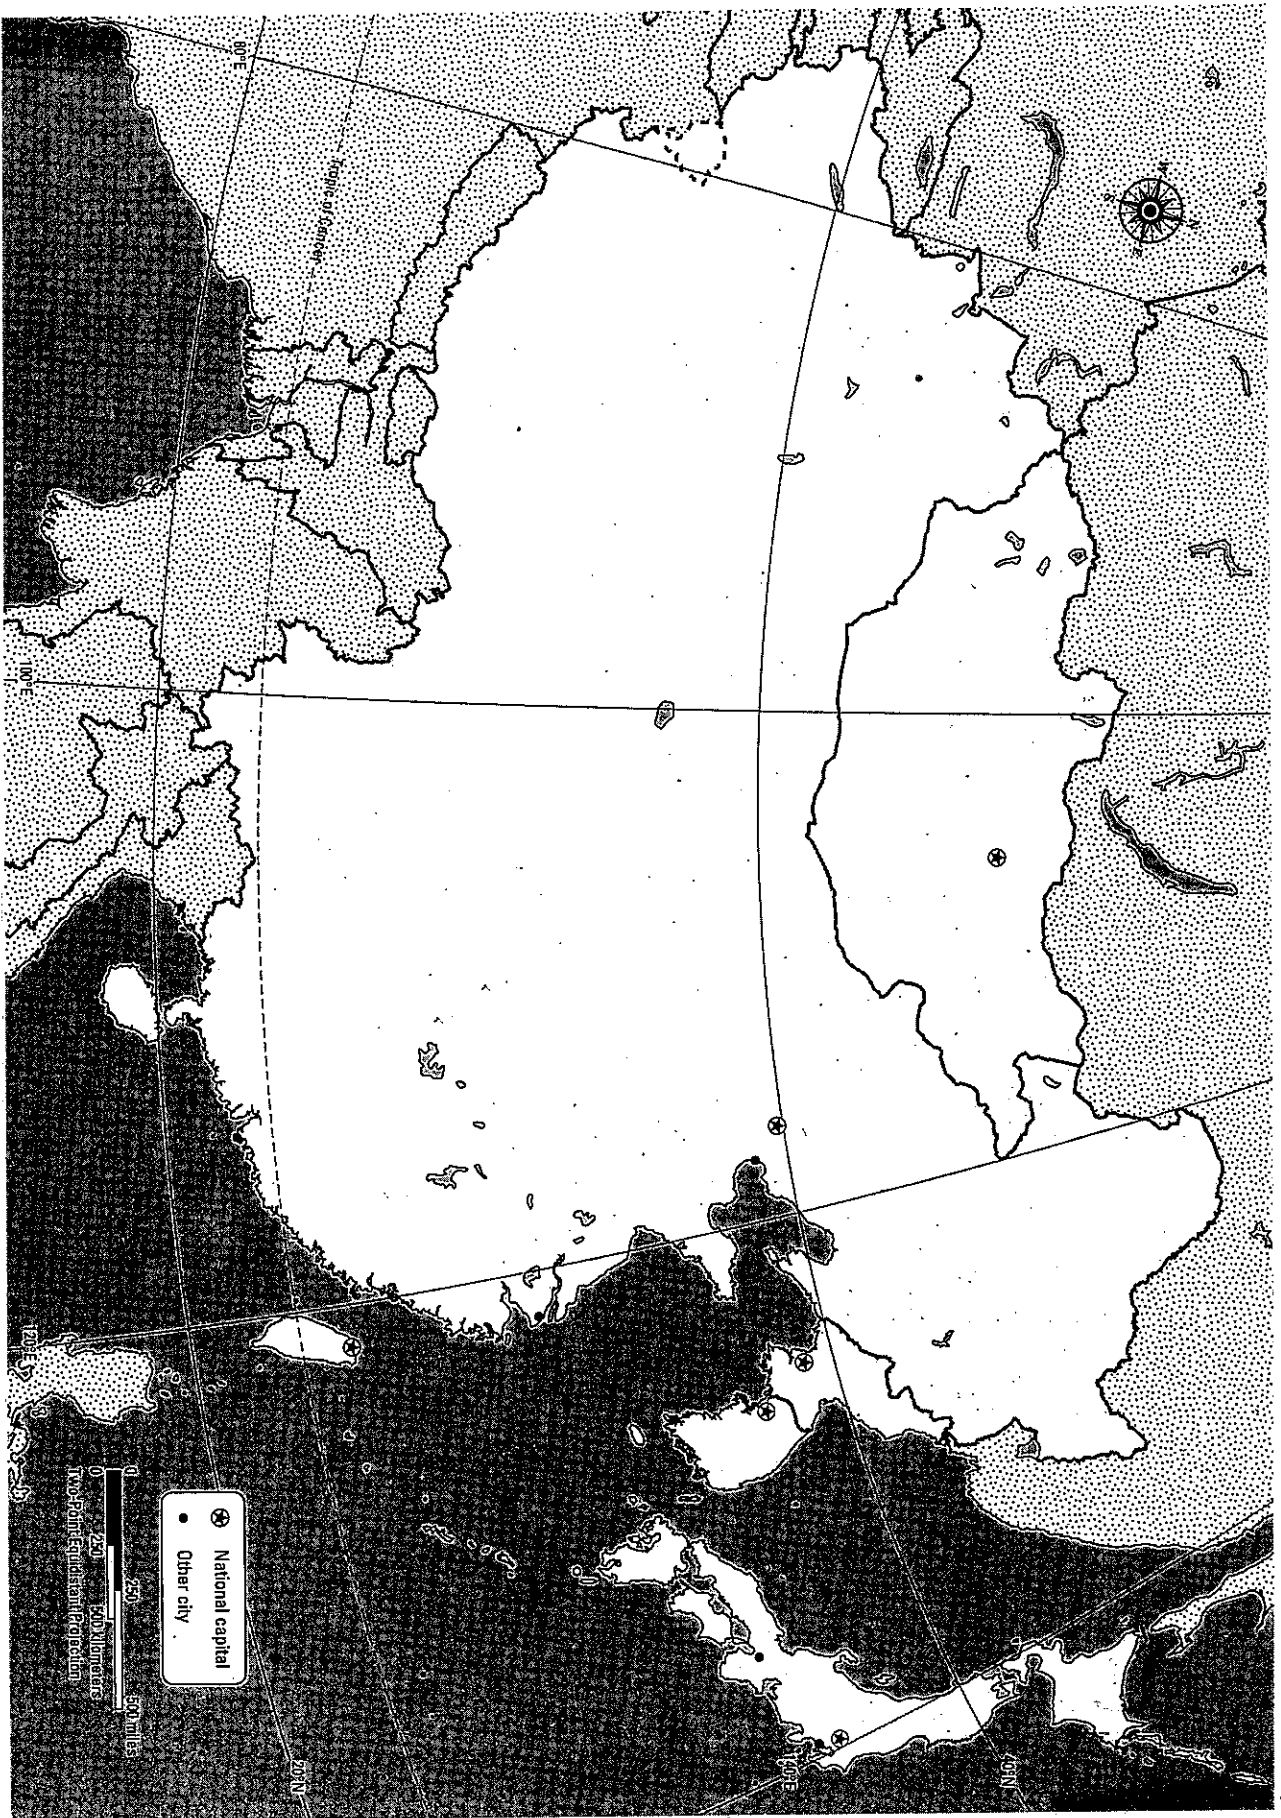 80°E
Tropic of Cancer
100°E
120°E
National capital
Other city
0 250 500 miles
0 250 500 kilometers
Two-Point Equidistant Projection
20°N
140°E
40°N